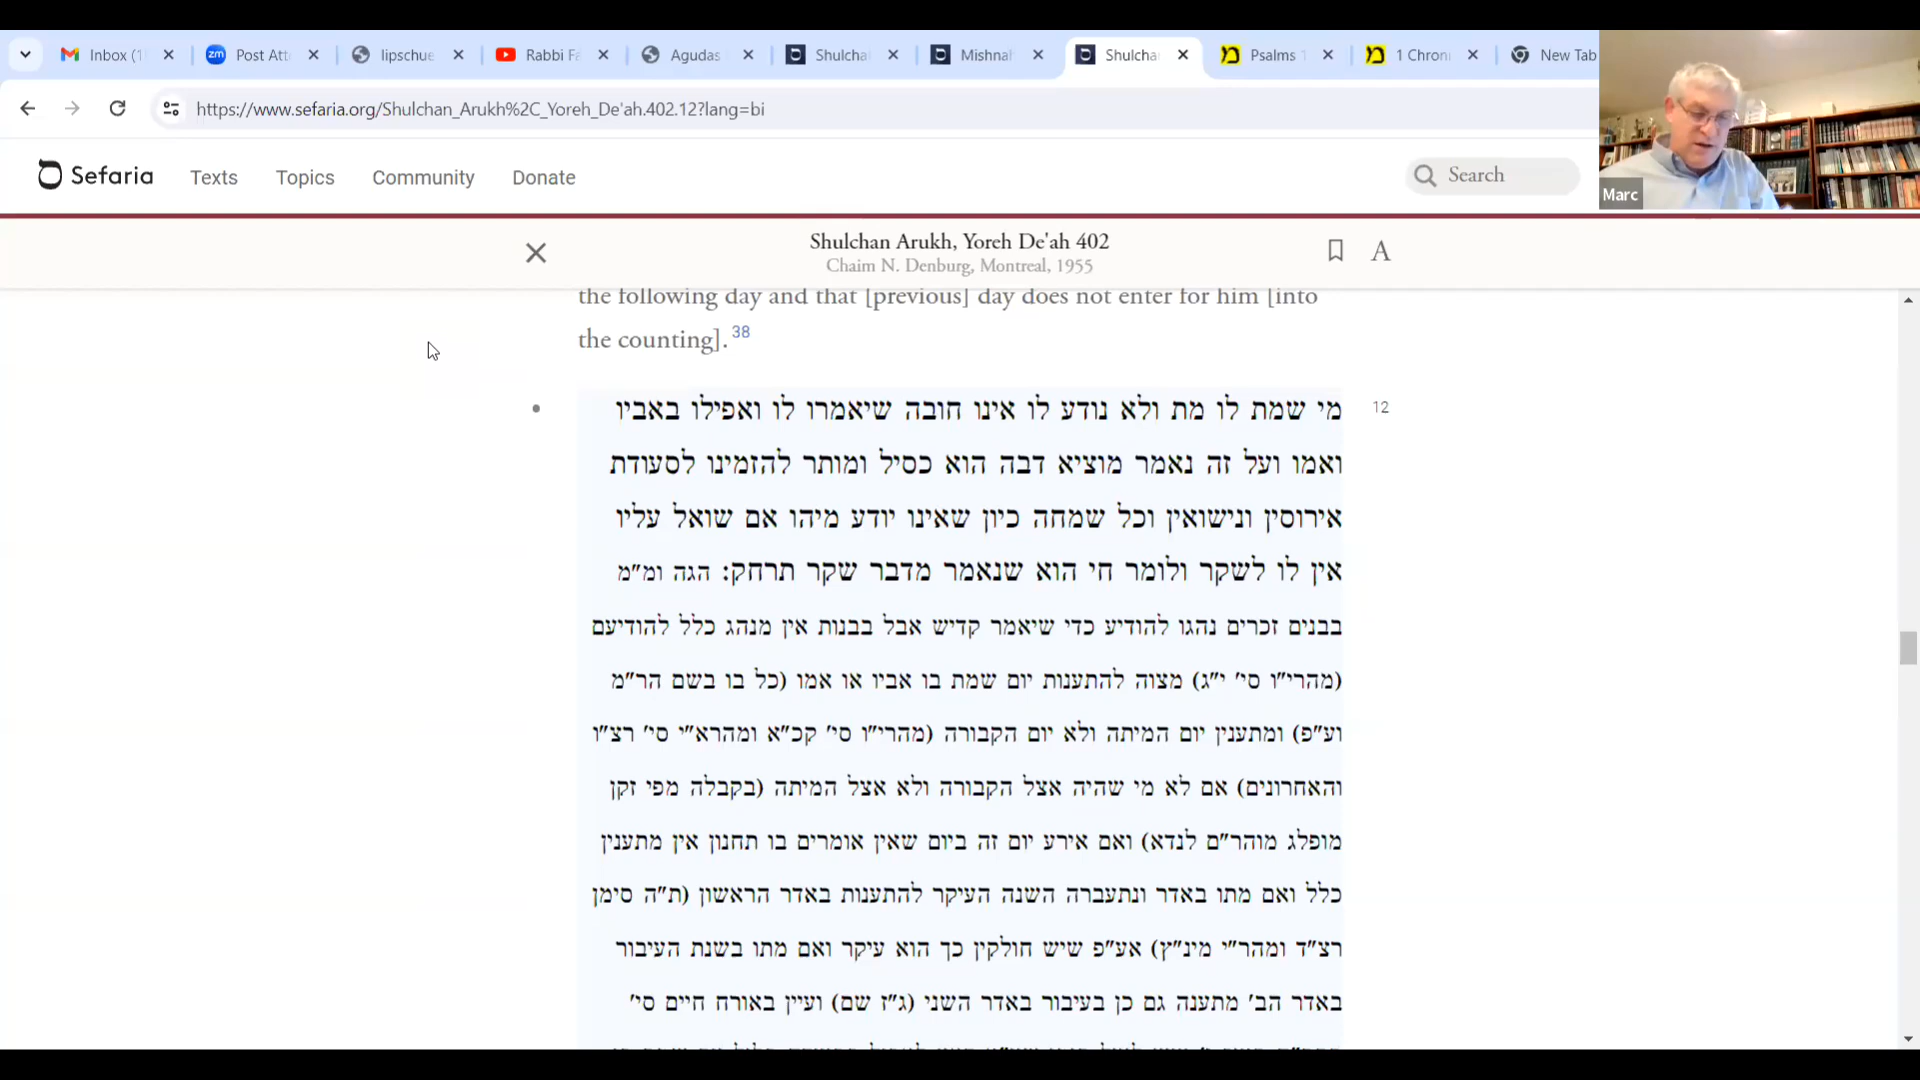 Inbox (1
Post Att
lipschue
Rabbi Fa
Agudas
Shulcha
Mishnah
Shulcha
Psalms 1
1 Chroni
New Tab
https://www.sefaria.org/Shulchan_Arukh%2C_Yoreh_De'ah.402.12?lang=bi
Sefaria
Texts
Topics
Community
Donate
Search
Marc
Shulchan Arukh, Yoreh De'ah 402
Chaim N. Denburg, Montreal, 1955
A
the following day and that [previous] day does not enter for him [into
the counting]. 38
12
מי שמת לו מת ולא נודע לו אינו חובה שיאמרו לו ואפילו באביו
ואמו ועל זה נאמר מוציא דבה הוא כסיל ומותר להזמינו לסעודת
אירוסין ונישואין וכל שמחה כיון שאינו יודע מיהו אם שואל עליו
אין לו לשקר ולומר חי הוא שנאמר מדבר שקר תרחק: הגה ומ"מ
בבנים זכרים נהגו להודיע כדי שיאמר קדיש אבל בבנות אין מנהג כלל להודיעם
(מהרי"ו סי' י"ג) מצוה להתענות יום שמת בו אביו או אמו (כל בו בשם הר"מ
וע"פ) ומתענין יום המיתה ולא יום הקבורה (מהרי"ו סי' קכ"א ומהרא"י סי' רצ"ו
והאחרונים) אם לא מי שהיה אצל הקבורה ולא אצל המיתה (בקבלה מפי זקן
מופלג מוהר"ם לנדא) ואם אירע יום זה ביום שאין אומרים בו תחנון אין מתענין
כלל ואם מתו באדר ונתעברה השנה העיקר להתענות באדר הראשון (ת"ה סימן
רצ"ד ומהר"י מינ"ץ) אע"פ שיש חולקין כך הוא עיקר ואם מתו בשנת העיבור
באדר הב' מתענה גם כן בעיבור באדר השני (ג"ז שם) ועיין באורח חיים סי'